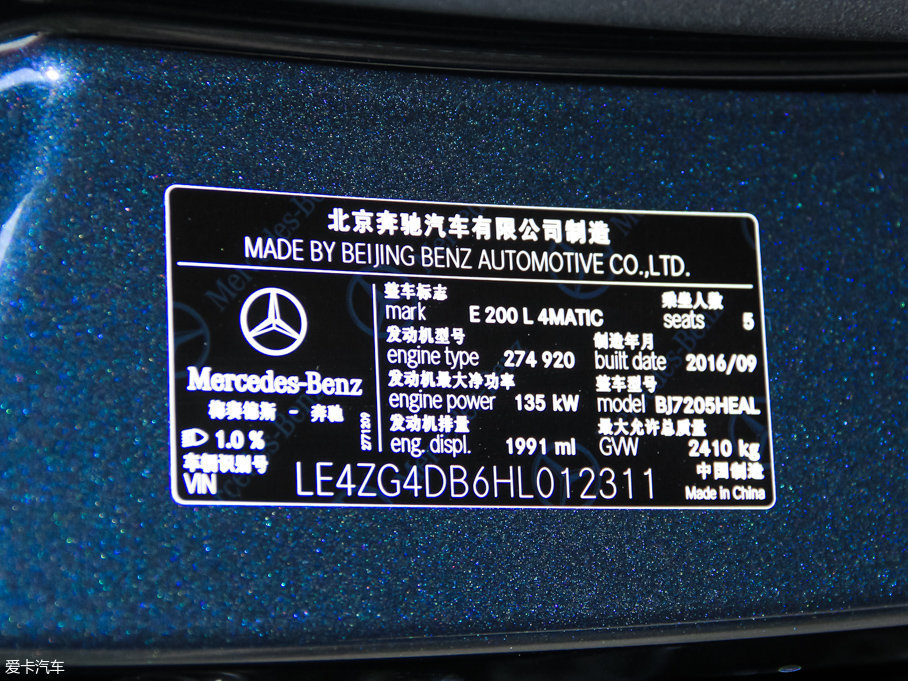 北京奔驰汽车有限公司制造
MADE BY BEIJING BENZ AUTOMOTIVE CO.,LTD.
整车标志
mark E 200 L 4MATIC
乘坐人数
seats 5
发动机型号
engine type 274 920
制造年月
built date 2016/09
发动机最大净功率
engine power 135 kW
整车型号
model BJ7205HEAL
发动机排量
eng. displ. 1991 ml
最大允许总质量
GVW 2410 kg
Mercedes-Benz
梅赛德斯 - 奔驰
1.0 %
车辆识别号
VIN LE4ZG4DB6HL012311
中国制造
Made in China
爱卡汽车